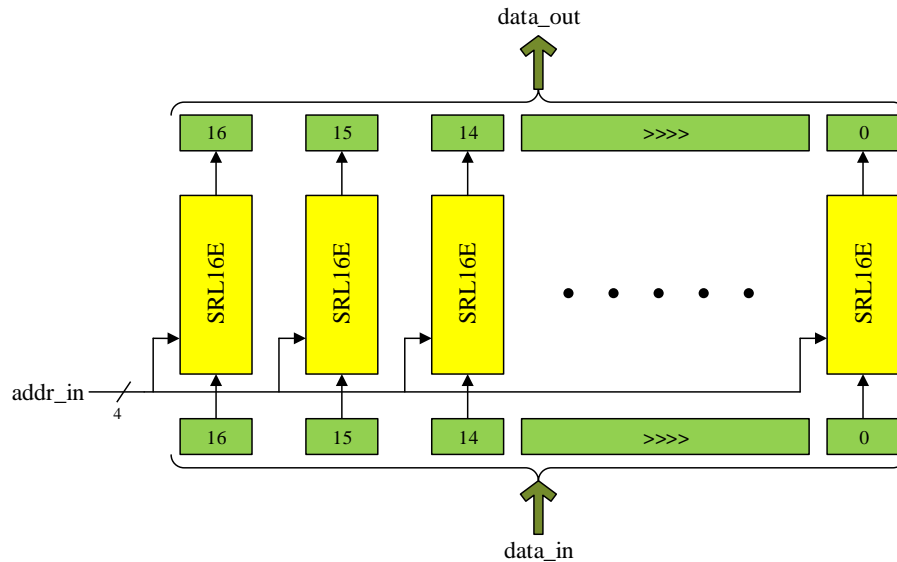 data_out
16 15 14 >>>> 0
SRL16E SRL16E SRL16E SRL16E
addr_in
4
16 15 14 >>>> 0
data_in